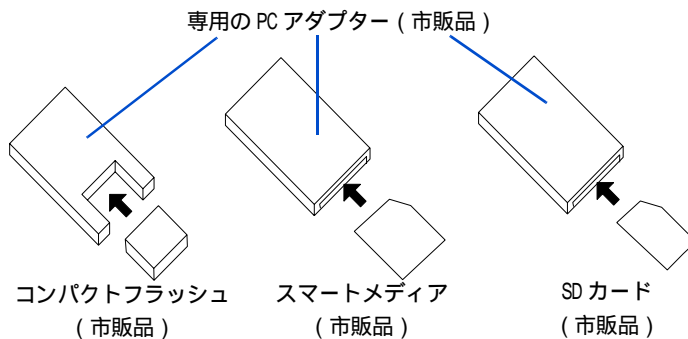 専用の PC アダプター ( 市販品 )
コンパクトフラッシュ
( 市販品 )
スマートメディア
( 市販品 )
SD カード
( 市販品 )